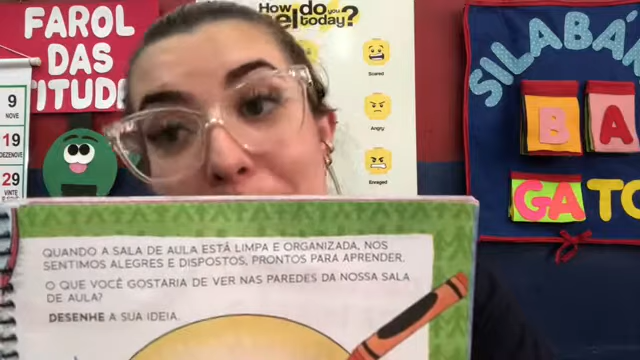 FAROL
DAS
TITUDE
How do you
feel today?
Scared
Angry
Enraged
SILABÁ
B A
GATO
9
NOVE
19
DEZENOVE
29
VINTE
QUANDO A SALA DE AULA ESTÁ LIMPA E ORGANIZADA, NOS
SENTIMOS ALEGRES E DISPOSTOS, PRONTOS PARA APRENDER.
O QUE VOCÊ GOSTARIA DE VER NAS PAREDES DA NOSSA SALA
DE AULA?
DESENHE A SUA IDEIA.